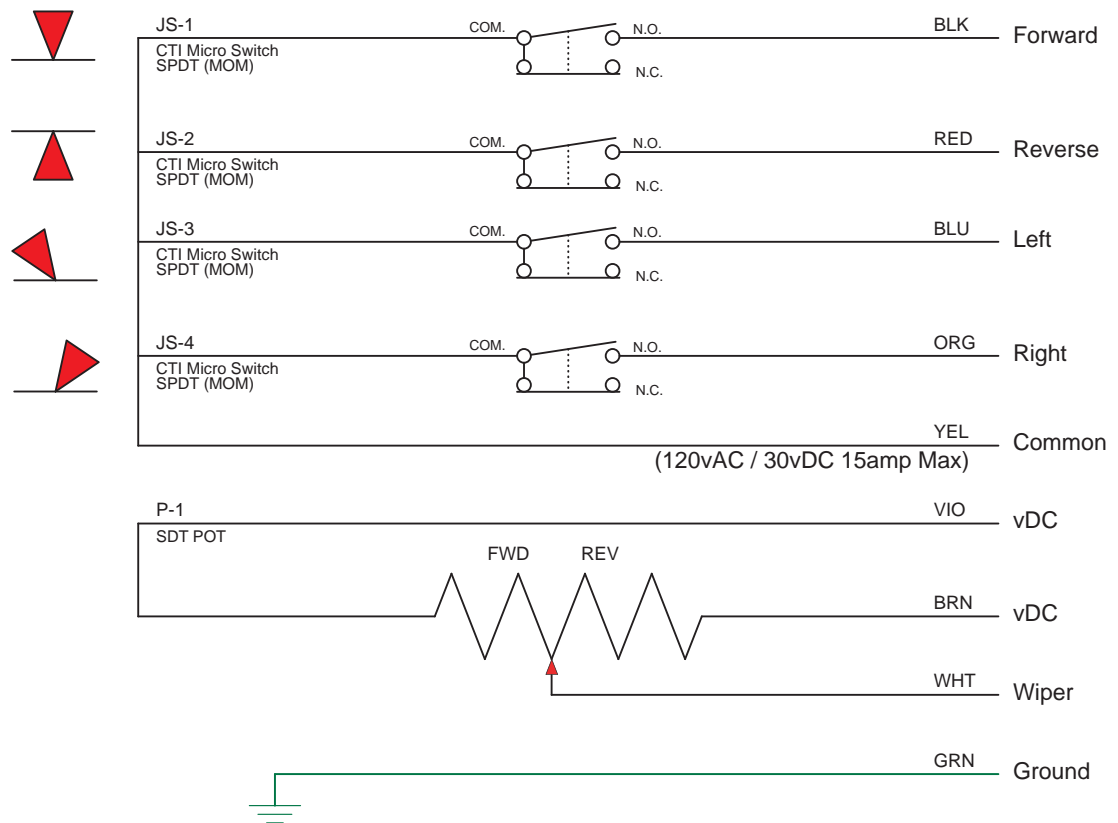 JS-1
COM.
N.O.
BLK
Forward
CTI Micro Switch
SPDT (MOM)
N.C.
JS-2
COM.
N.O.
RED
Reverse
CTI Micro Switch
SPDT (MOM)
N.C.
JS-3
COM.
N.O.
BLU
Left
CTI Micro Switch
SPDT (MOM)
N.C.
JS-4
COM.
N.O.
ORG
Right
CTI Micro Switch
SPDT (MOM)
N.C.
YEL
Common
(120vAC / 30vDC 15amp Max)
P-1
VIO
vDC
SDT POT
FWD
REV
BRN
vDC
WHT
Wiper
GRN
Ground